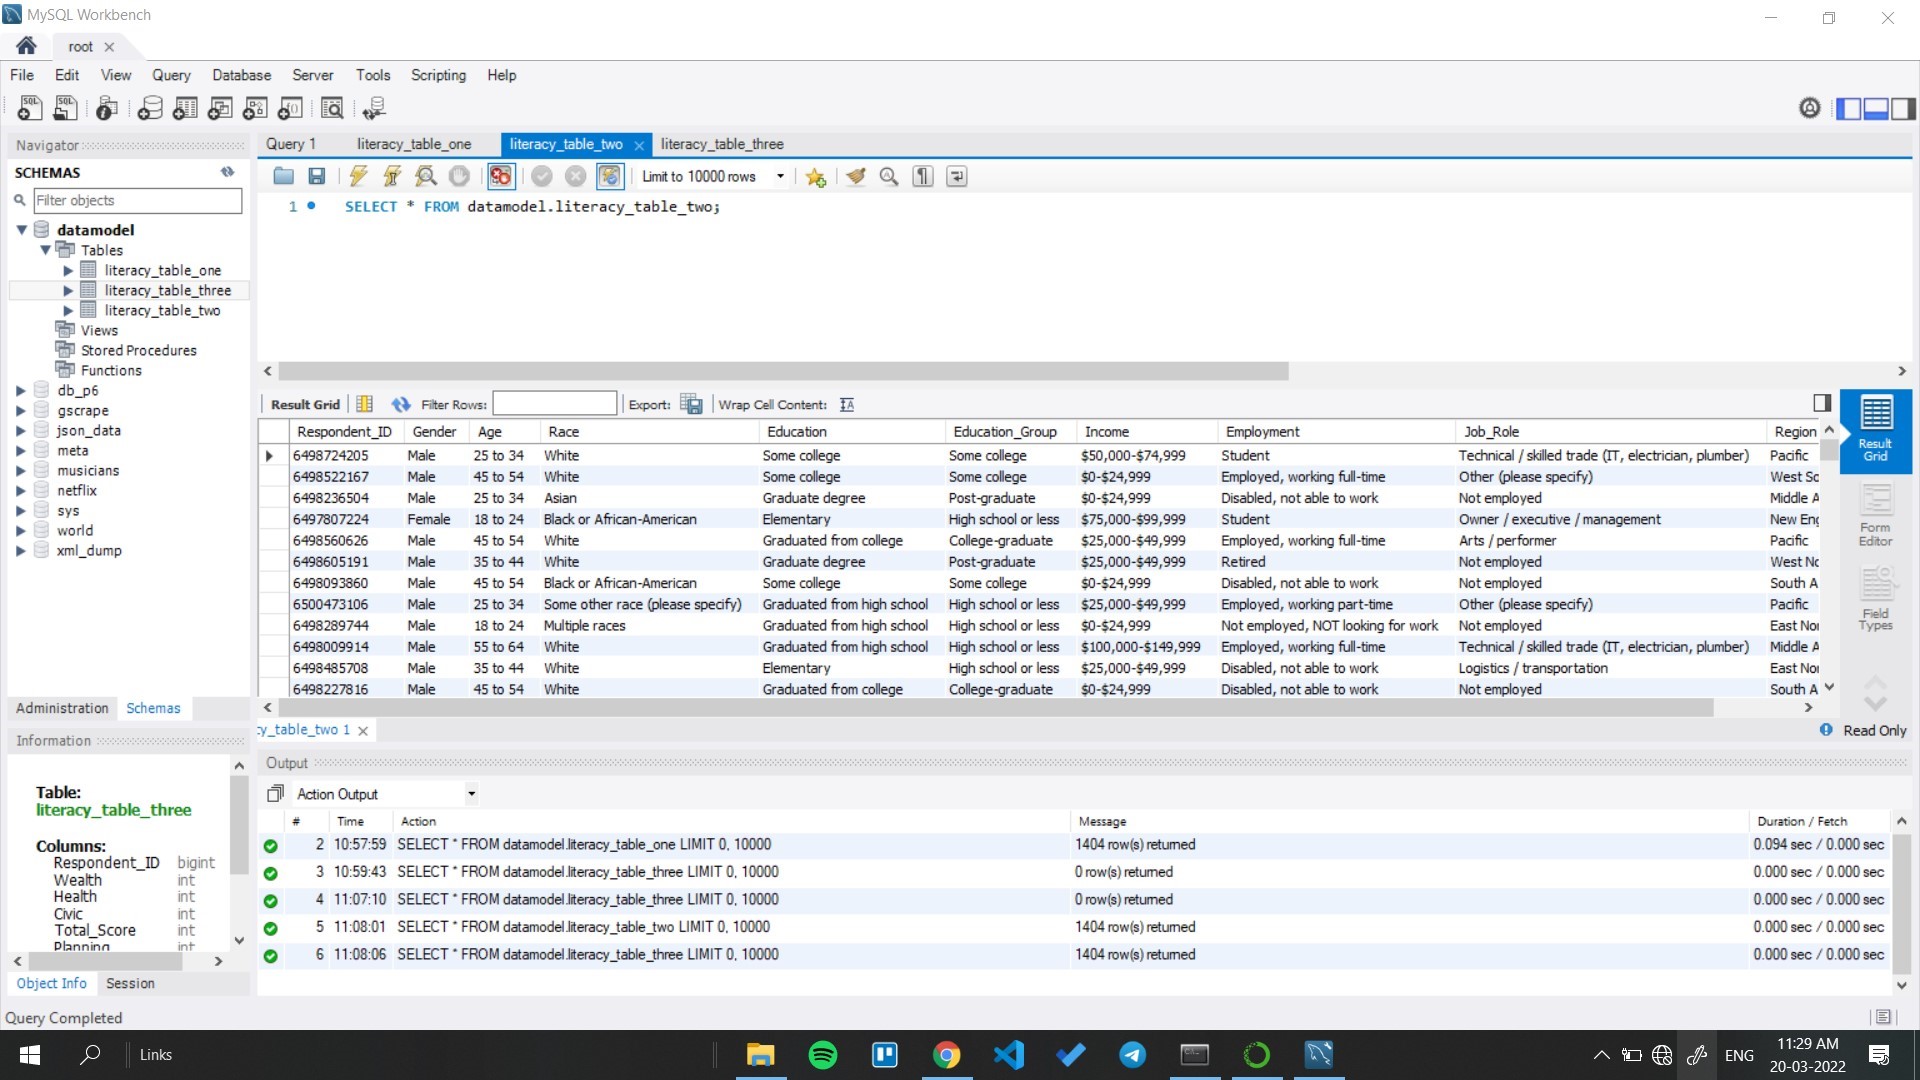 MySQL Workbench
root
File Edit View Query Database Server Tools Scripting Help
Navigator
SCHEMAS
Filter objects
datamodel
Tables
literacy_table_one
literacy_table_three
literacy_table_two
Views
Stored Procedures
Functions
db_p6
gscrape
json_data
meta
musicians
netflix
sys
world
xml_dump
Administration Schemas
Information
Table:
literacy_table_three
Columns:
Respondent_ID bigint
Wealth int
Health int
Civic int
Total_Score int
Planning int
Object Info Session
Query 1 literacy_table_one literacy_table_two literacy_table_three
Limit to 10000 rows
1 SELECT * FROM datamodel.literacy_table_two;
Result Grid Filter Rows: Export: Wrap Cell Content:
Respondent_ID Gender Age Race Education Education_Group Income Employment Job_Role Region
6498724205 Male 25 to 34 White Some college Some college $50,000-$74,999 Student Technical / skilled trade (IT, electrician, plumber) Pacific
6498522167 Male 45 to 54 White Some college Some college $0-$24,999 Employed, working full-time Other (please specify) West So
6498236504 Male 25 to 34 Asian Graduate degree Post-graduate $0-$24,999 Disabled, not able to work Not employed Middle A
6497807224 Female 18 to 24 Black or African-American Elementary High school or less $75,000-$99,999 Student Owner / executive / management New Eng
6498560626 Male 45 to 54 White Graduated from college College-graduate $25,000-$49,999 Employed, working full-time Arts / performer Pacific
6498605191 Male 35 to 44 White Graduate degree Post-graduate $25,000-$49,999 Retired Not employed West No
6498093860 Male 45 to 54 Black or African-American Some college Some college $0-$24,999 Disabled, not able to work Not employed South A
6500473106 Male 25 to 34 Some other race (please specify) Graduated from high school High school or less $25,000-$49,999 Employed, working part-time Other (please specify) Pacific
6498289744 Male 18 to 24 Multiple races Graduated from high school High school or less $0-$24,999 Not employed, NOT looking for work Not employed East Nor
6498009914 Male 55 to 64 White Graduated from high school High school or less $100,000-$149,999 Employed, working full-time Technical / skilled trade (IT, electrician, plumber) Middle A
6498485708 Male 35 to 44 White Elementary High school or less $25,000-$49,999 Disabled, not able to work Logistics / transportation East Nor
6498227816 Male 45 to 54 White Graduated from college College-graduate $0-$24,999 Disabled, not able to work Not employed South A
Result Grid
Form Editor
Field Types
cy_table_two 1
Read Only
Output
Action Output
# Time Action Message Duration / Fetch
2 10:57:59 SELECT * FROM datamodel.literacy_table_one LIMIT 0, 10000 1404 row(s) returned 0.094 sec / 0.000 sec
3 10:59:43 SELECT * FROM datamodel.literacy_table_three LIMIT 0, 10000 0 row(s) returned 0.000 sec / 0.000 sec
4 11:07:10 SELECT * FROM datamodel.literacy_table_three LIMIT 0, 10000 0 row(s) returned 0.000 sec / 0.000 sec
5 11:08:01 SELECT * FROM datamodel.literacy_table_two LIMIT 0, 10000 1404 row(s) returned 0.000 sec / 0.000 sec
6 11:08:06 SELECT * FROM datamodel.literacy_table_three LIMIT 0, 10000 1404 row(s) returned 0.000 sec / 0.000 sec
Query Completed
Links
ENG
11:29 AM
20-03-2022